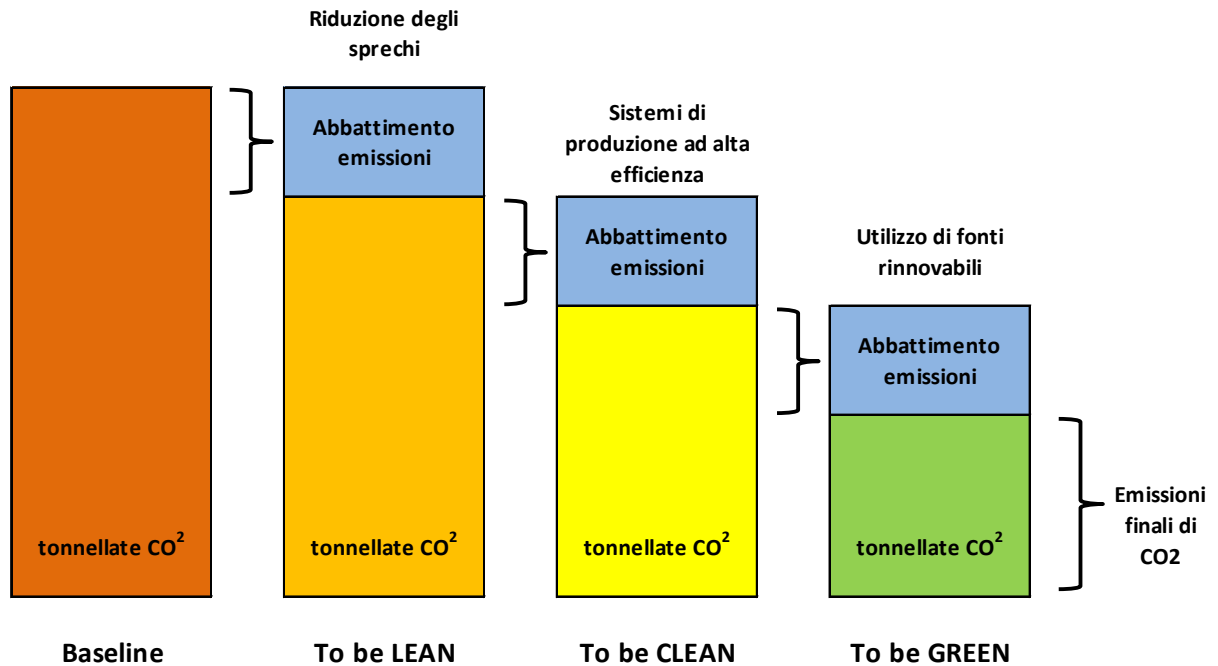 Riduzione degli
sprechi
Abbattimento
emissioni
Sistemi di
produzione ad alta
efficienza
Abbattimento
emissioni
Utilizzo di fonti
rinnovabili
Abbattimento
emissioni
tonnellate CO²
tonnellate CO²
tonnellate CO²
tonnellate CO²
Emissioni
finali di
CO2
Baseline
To be LEAN
To be CLEAN
To be GREEN